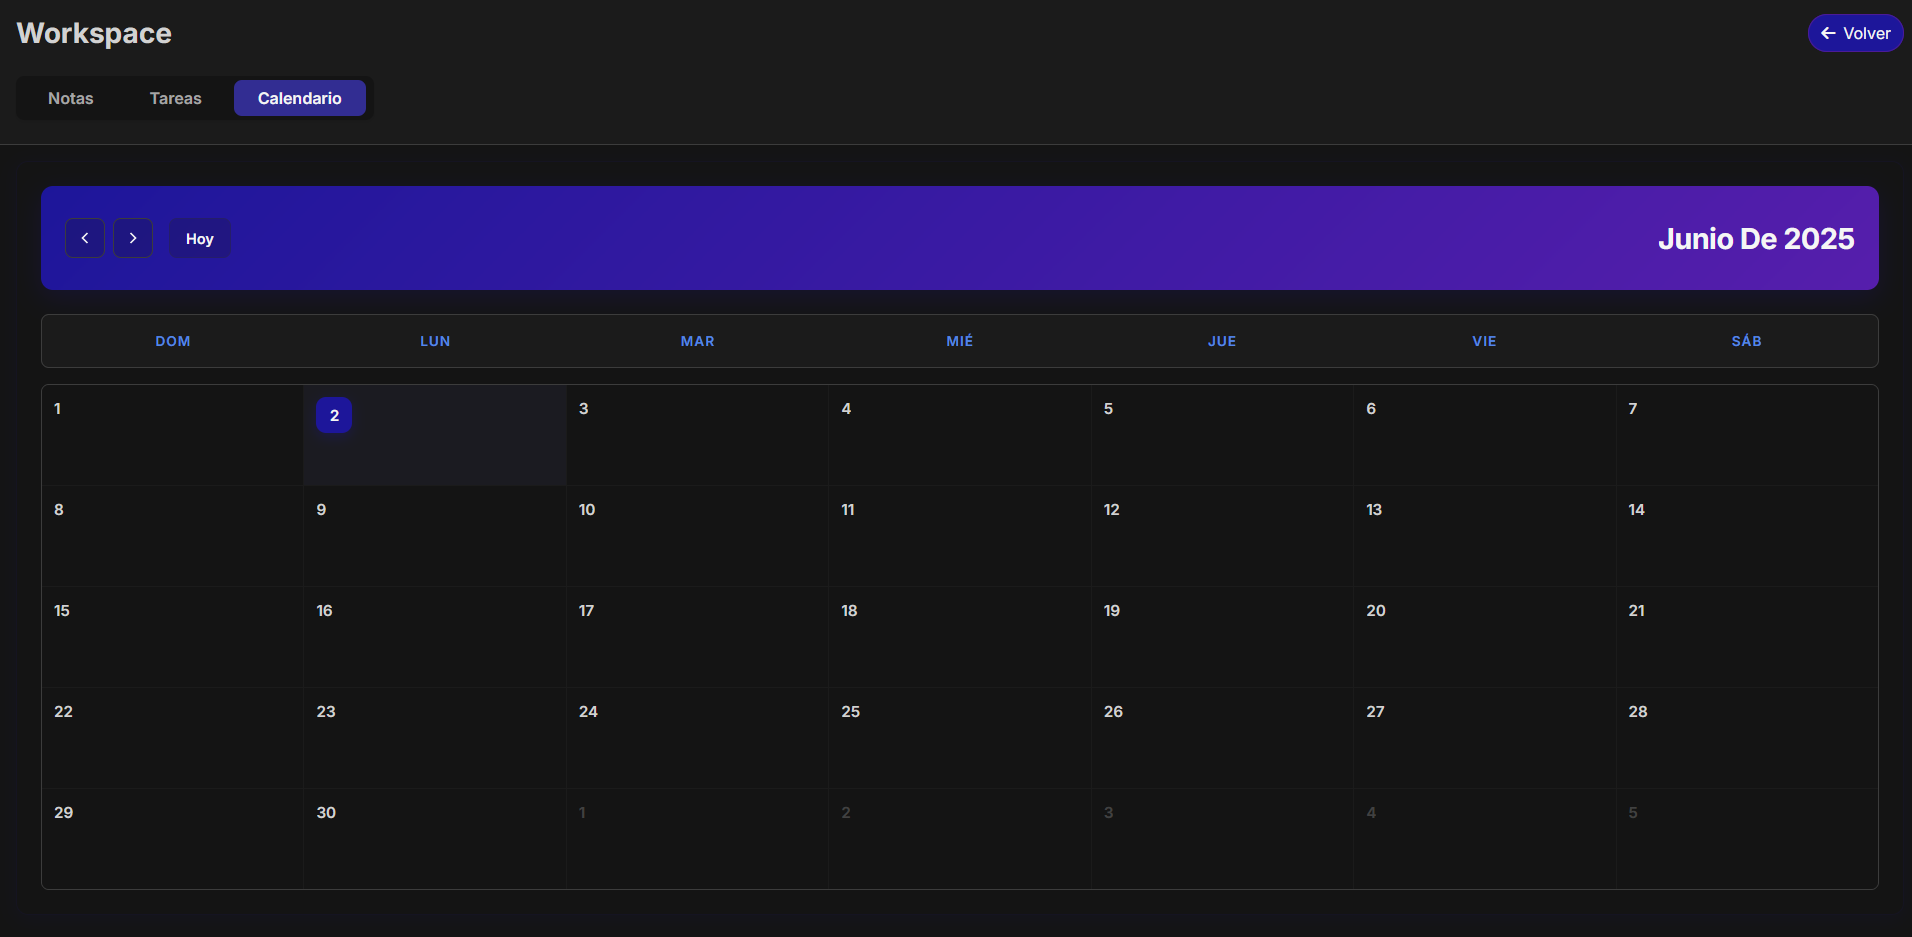 Workspace
Volver
Notas Tareas Calendario
Hoy
Junio De 2025
DOM LUN MAR MIÉ JUE VIE SÁB
1 2 3 4 5 6 7
8 9 10 11 12 13 14
15 16 17 18 19 20 21
22 23 24 25 26 27 28
29 30 1 2 3 4 5